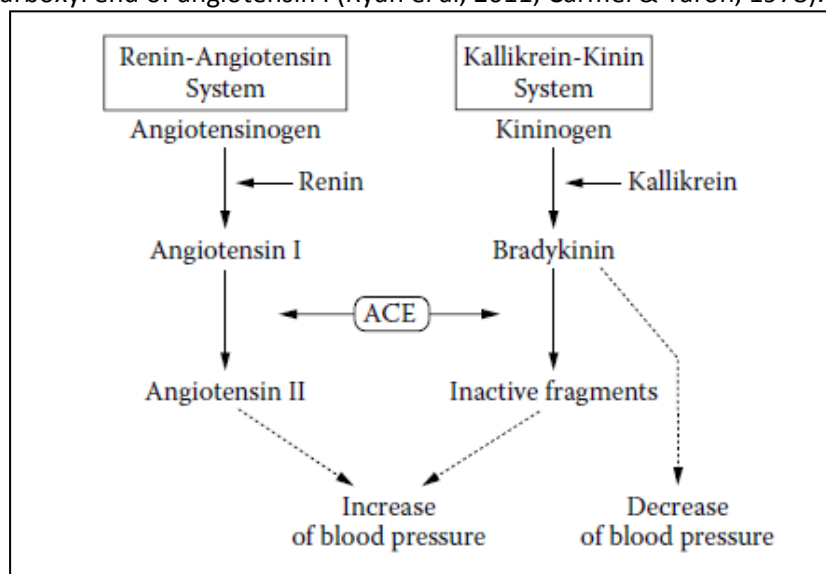 arboxyl end of angiotensin I (Ryan et al, 2011; Carmel & Yaron, 1978).
Renin-Angiotensin
System
Kallikrein-Kinin
System
Angiotensinogen
Kininogen
Renin
Kallikrein
Angiotensin I
Bradykinin
ACE
Angiotensin II
Inactive fragments
Increase
of blood pressure
Decrease
of blood pressure